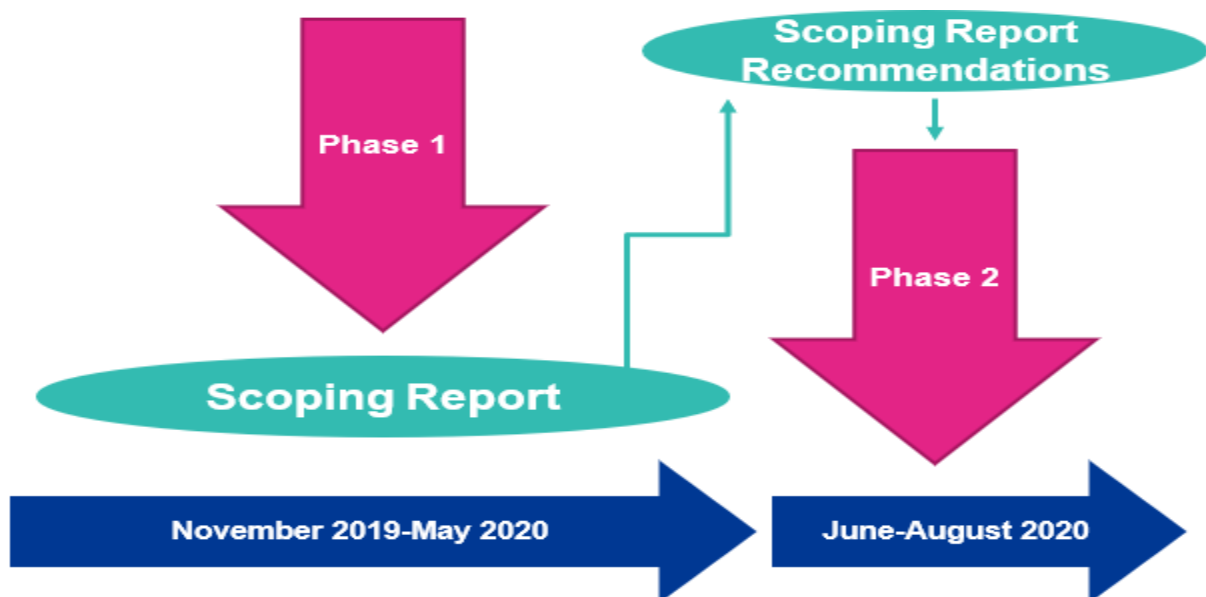 Phase 1
Scoping Report
Scoping Report
Recommendations
Phase 2
November 2019-May 2020
June-August 2020